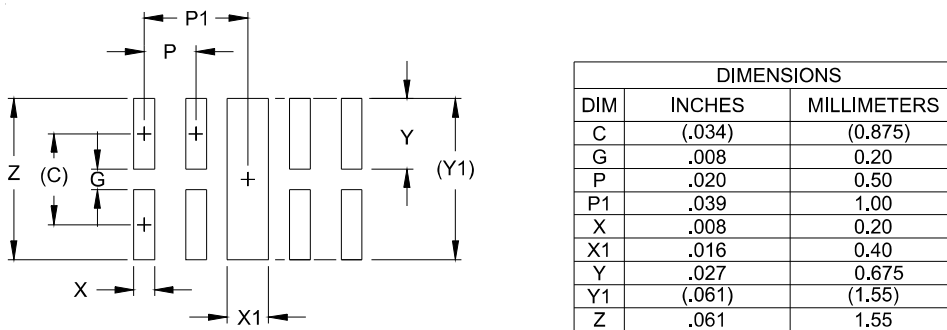 P1
P
Z
(C)
G
Y
(Y1)
X
X1
DIMENSIONS
DIM INCHES MILLIMETERS
C (.034) (0.875)
G .008 0.20
P .020 0.50
P1 .039 1.00
X .008 0.20
X1 .016 0.40
Y .027 0.675
Y1 (.061) (1.55)
Z .061 1.55